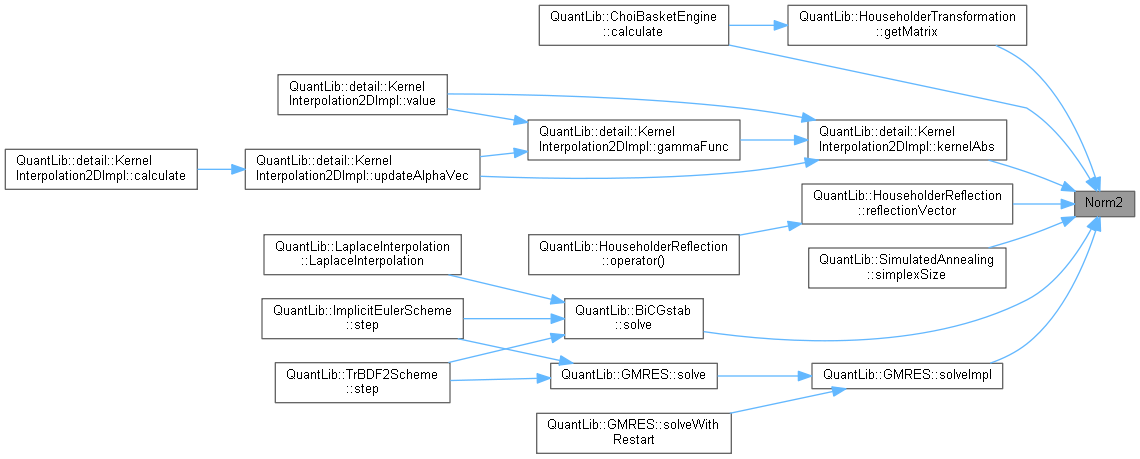 QuantLib::ChoiBasketEngine
::calculate
QuantLib::HouseholderTransformation
::getMatrix
QuantLib::detail::Kernel
Interpolation2DImpl::value
QuantLib::detail::Kernel
Interpolation2DImpl::gammaFunc
QuantLib::detail::Kernel
Interpolation2DImpl::kernelAbs
QuantLib::detail::Kernel
Interpolation2DImpl::calculate
QuantLib::detail::Kernel
Interpolation2DImpl::updateAlphaVec
QuantLib::HouseholderReflection
::reflectionVector
Norm2
QuantLib::LaplaceInterpolation
::LaplaceInterpolation
QuantLib::HouseholderReflection
::operator()
QuantLib::SimulatedAnnealing
::simplexSize
QuantLib::ImplicitEulerScheme
::step
QuantLib::BiCGstab
::solve
QuantLib::TrBDF2Scheme
::step
QuantLib::GMRES::solve
QuantLib::GMRES::solveImpl
QuantLib::GMRES::solveWith
Restart